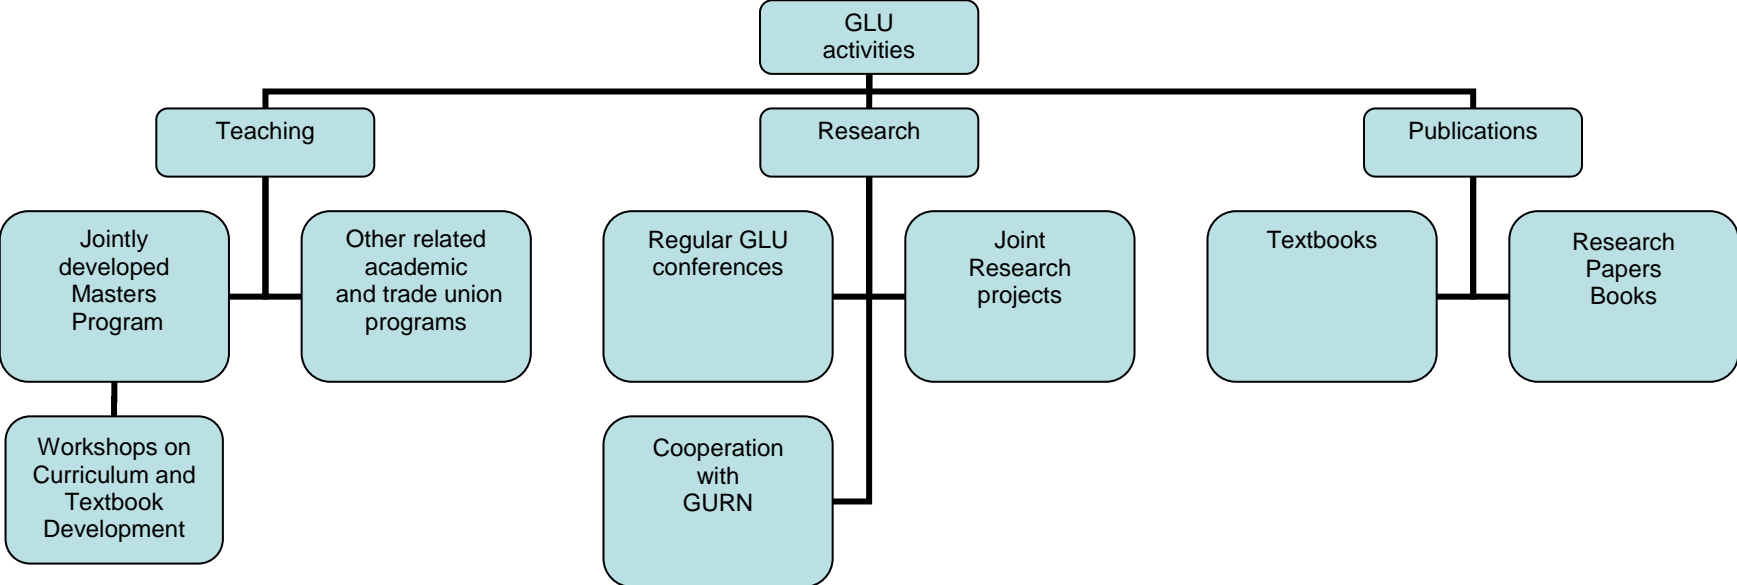 GLU
activities
Teaching
Research
Publications
Jointly
developed
Masters
Program
Other related
academic
and trade union
programs
Regular GLU
conferences
Joint
Research
projects
Textbooks
Research
Papers
Books
Workshops on
Curriculum and
Textbook
Development
Cooperation
with
GURN